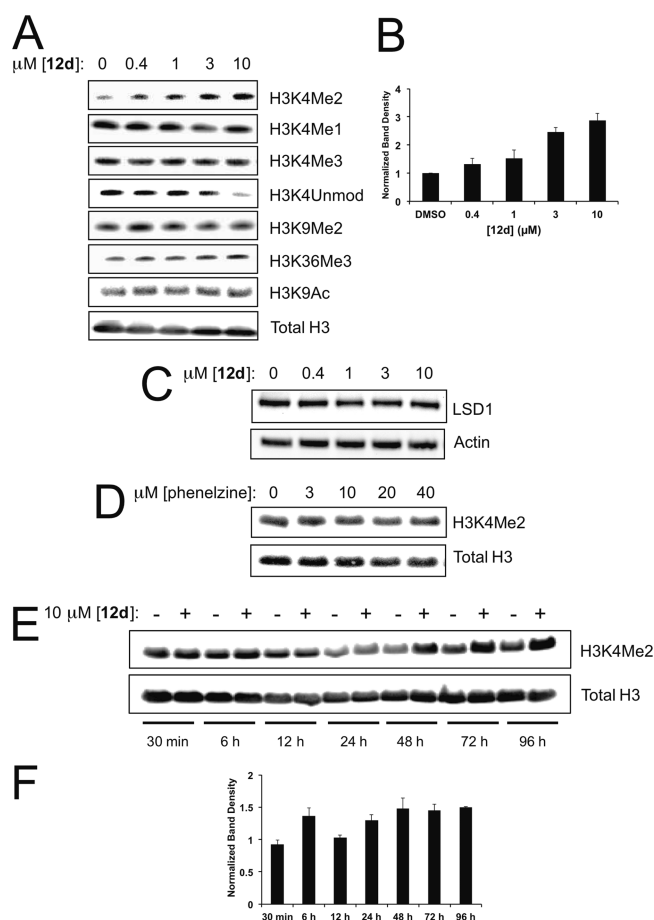 A
μM [12d]: 0 0.4 1 3 10
H3K4Me2
H3K4Me1
H3K4Me3
H3K4Unmod
H3K9Me2
H3K36Me3
H3K9Ac
Total H3
B
Normalized Band Density
4
3
2
1
0
DMSO 0.4 1 3 10
[12d] (μM)
C
μM [12d]: 0 0.4 1 3 10
LSD1
Actin
D
μM [phenelzine]: 0 3 10 20 40
H3K4Me2
Total H3
E
10 μM [12d]: - + - + - + - + - + - + - +
H3K4Me2
Total H3
30 min 6 h 12 h 24 h 48 h 72 h 96 h
F
Normalized Band Density
2
1.5
1
0.5
0
30 min 6 h 12 h 24 h 48 h 72 h 96 h